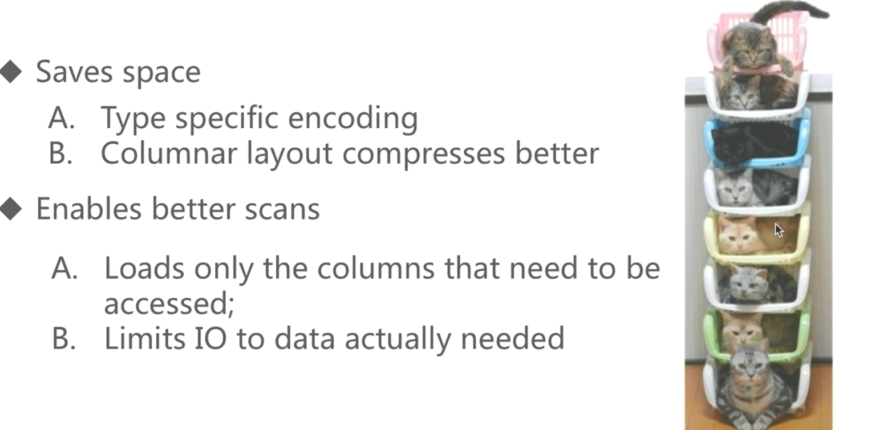 Saves space
A. Type specific encoding
B. Columnar layout compresses better
Enables better scans
A. Loads only the columns that need to be
accessed;
B. Limits IO to data actually needed